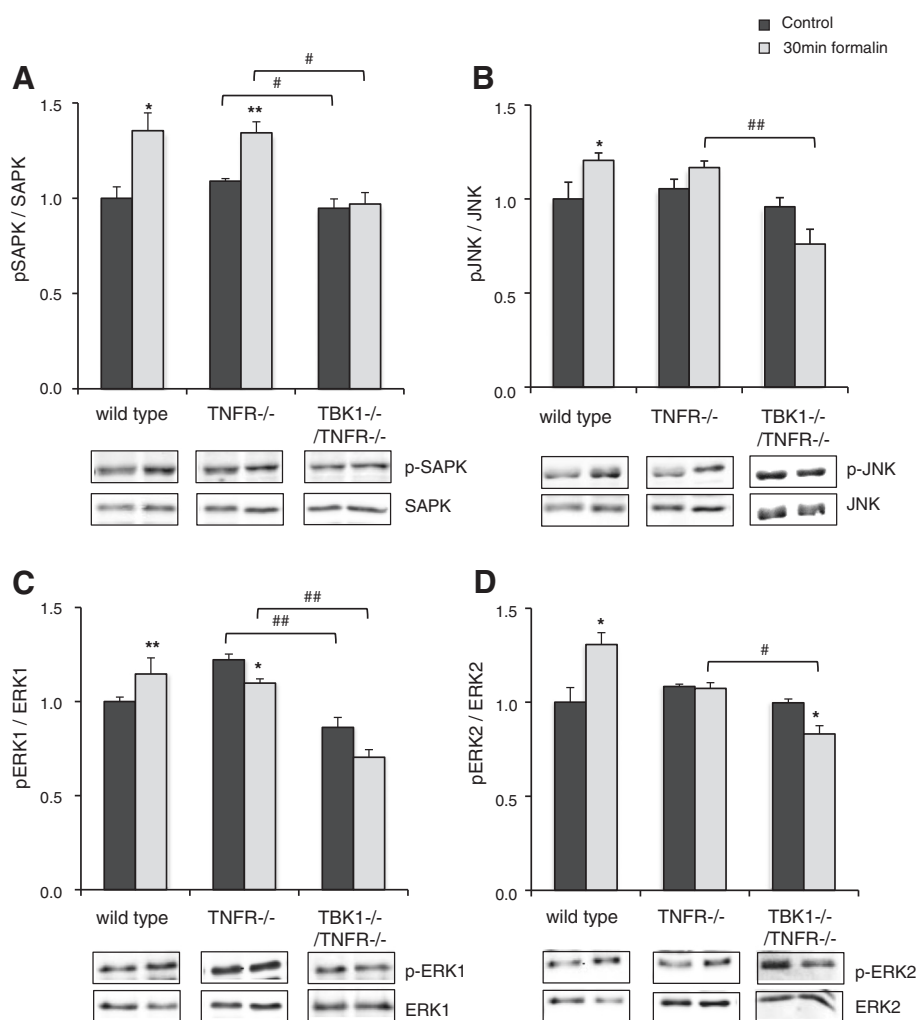 Control
30min formalin
A
#
#
*
**
1.5
1.0
0.5
0.0
pSAPK / SAPK
wild type
TNFR-/-
TBK1-/-
/TNFR-/-
p-SAPK
SAPK
B
##
*
1.5
1.0
0.5
0.0
pJNK / JNK
wild type
TNFR-/-
TBK1-/-
/TNFR-/-
p-JNK
JNK
C
##
##
**
*
1.5
1.0
0.5
0.0
pERK1 / ERK1
wild type
TNFR-/-
TBK1-/-
/TNFR-/-
p-ERK1
ERK1
D
*
#
*
1.5
1.0
0.5
0.0
pERK2 / ERK2
wild type
TNFR-/-
TBK1-/-
/TNFR-/-
p-ERK2
ERK2